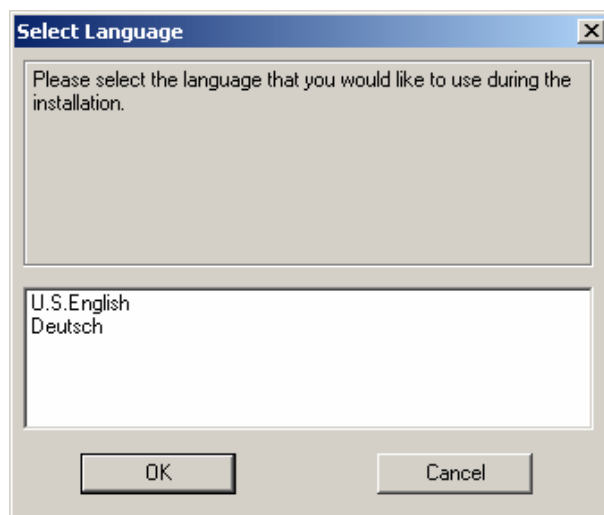 Select Language
Please select the language that you would like to use during the
installation.
U.S.English
Deutsch
OK
Cancel